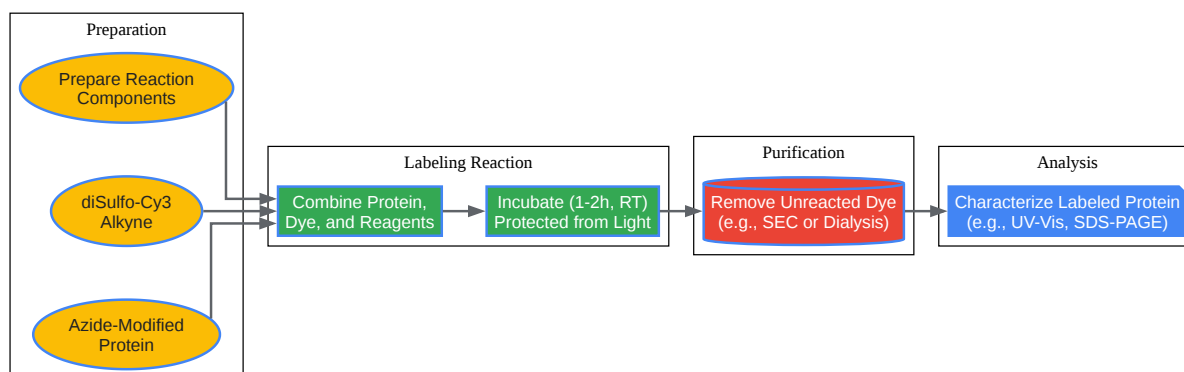 Preparation
Prepare Reaction
Components
diSulfo-Cy3
Alkyne
Azide-Modified
Protein
Labeling Reaction
Combine Protein,
Dye, and Reagents
Incubate (1-2h, RT)
Protected from Light
Purification
Remove Unreacted Dye
(e.g., SEC or Dialysis)
Analysis
Characterize Labeled Protein
(e.g., UV-Vis, SDS-PAGE)